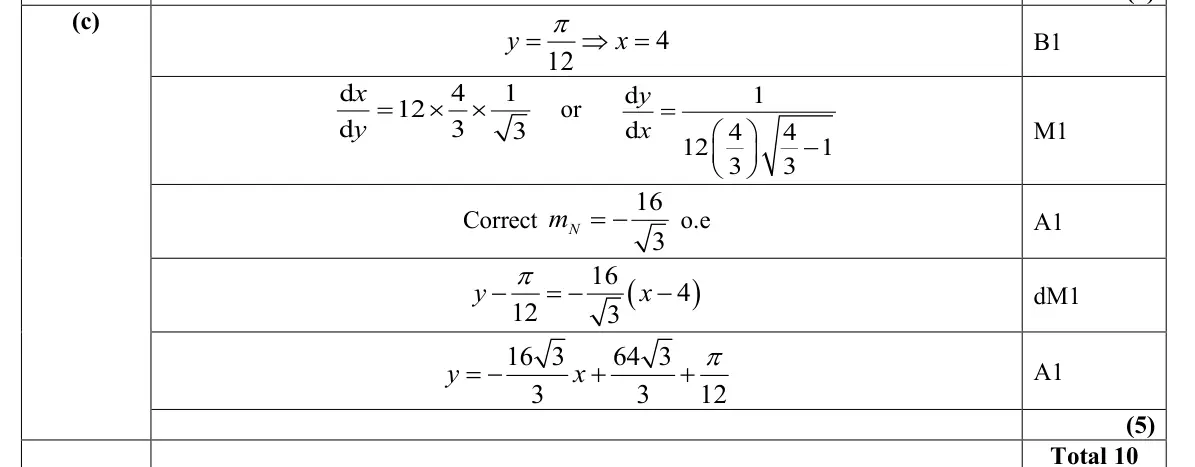 (c)
y = π/12 ⇒ x = 4
B1
dx/dy = 12 × 4/3 × 1/√3 or dy/dx = 1/(12(4/3)√(4/3 − 1))
M1
Correct m_N = −16/√3 o.e
A1
y − π/12 = −16/√3 (x − 4)
dM1
y = −16√3/3 x + 64√3/3 + π/12
A1
(5)
Total 10